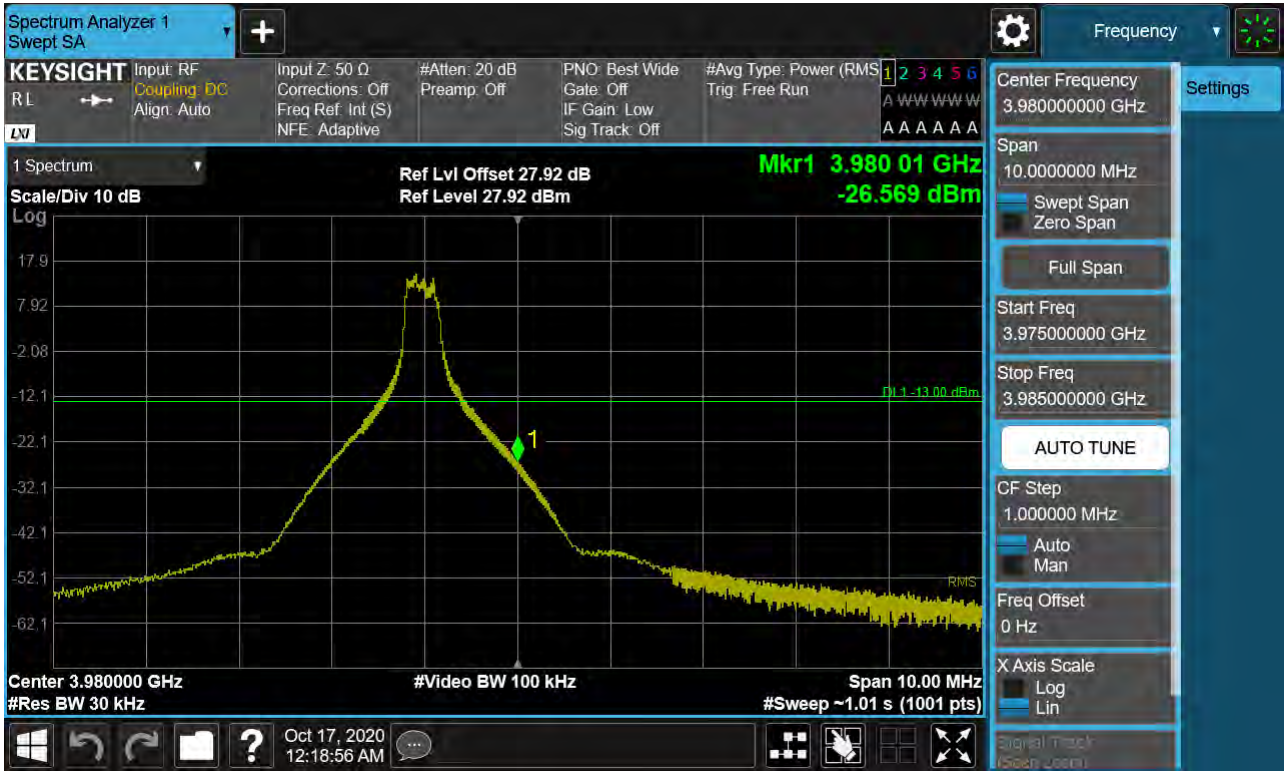 Spectrum Analyzer 1
Swept SA
+
Frequency
KEYSIGHT
RL
LXI
Input: RF
Coupling: DC
Align: Auto
Input Z: 50 Ω
Corrections: Off
Freq Ref: Int (S)
NFE: Adaptive
#Atten: 20 dB
Preamp: Off
PNO: Best Wide
Gate: Off
IF Gain: Low
Sig Track: Off
#Avg Type: Power (RMS
Trig: Free Run
1 2 3 4 5 6
A W W W W W
A A A A A A
1 Spectrum
Scale/Div 10 dB
Log
Ref Lvl Offset 27.92 dB
Ref Level 27.92 dBm
Mkr1 3.980 01 GHz
-26.569 dBm
17.9
7.92
-2.08
-12.1
-22.1
-32.1
-42.1
-52.1
-62.1
DL1 -13.00 dBm
1
RMS
Center 3.980000 GHz
#Res BW 30 kHz
#Video BW 100 kHz
Span 10.00 MHz
#Sweep ~1.01 s (1001 pts)
Center Frequency
3.980000000 GHz
Settings
Span
10.0000000 MHz
Swept Span
Zero Span
Full Span
Start Freq
3.975000000 GHz
Stop Freq
3.985000000 GHz
AUTO TUNE
CF Step
1.000000 MHz
Auto
Man
Freq Offset
0 Hz
X Axis Scale
Log
Lin
Signal Track
(Span Zoom)
?
Oct 17, 2020
12:18:56 AM